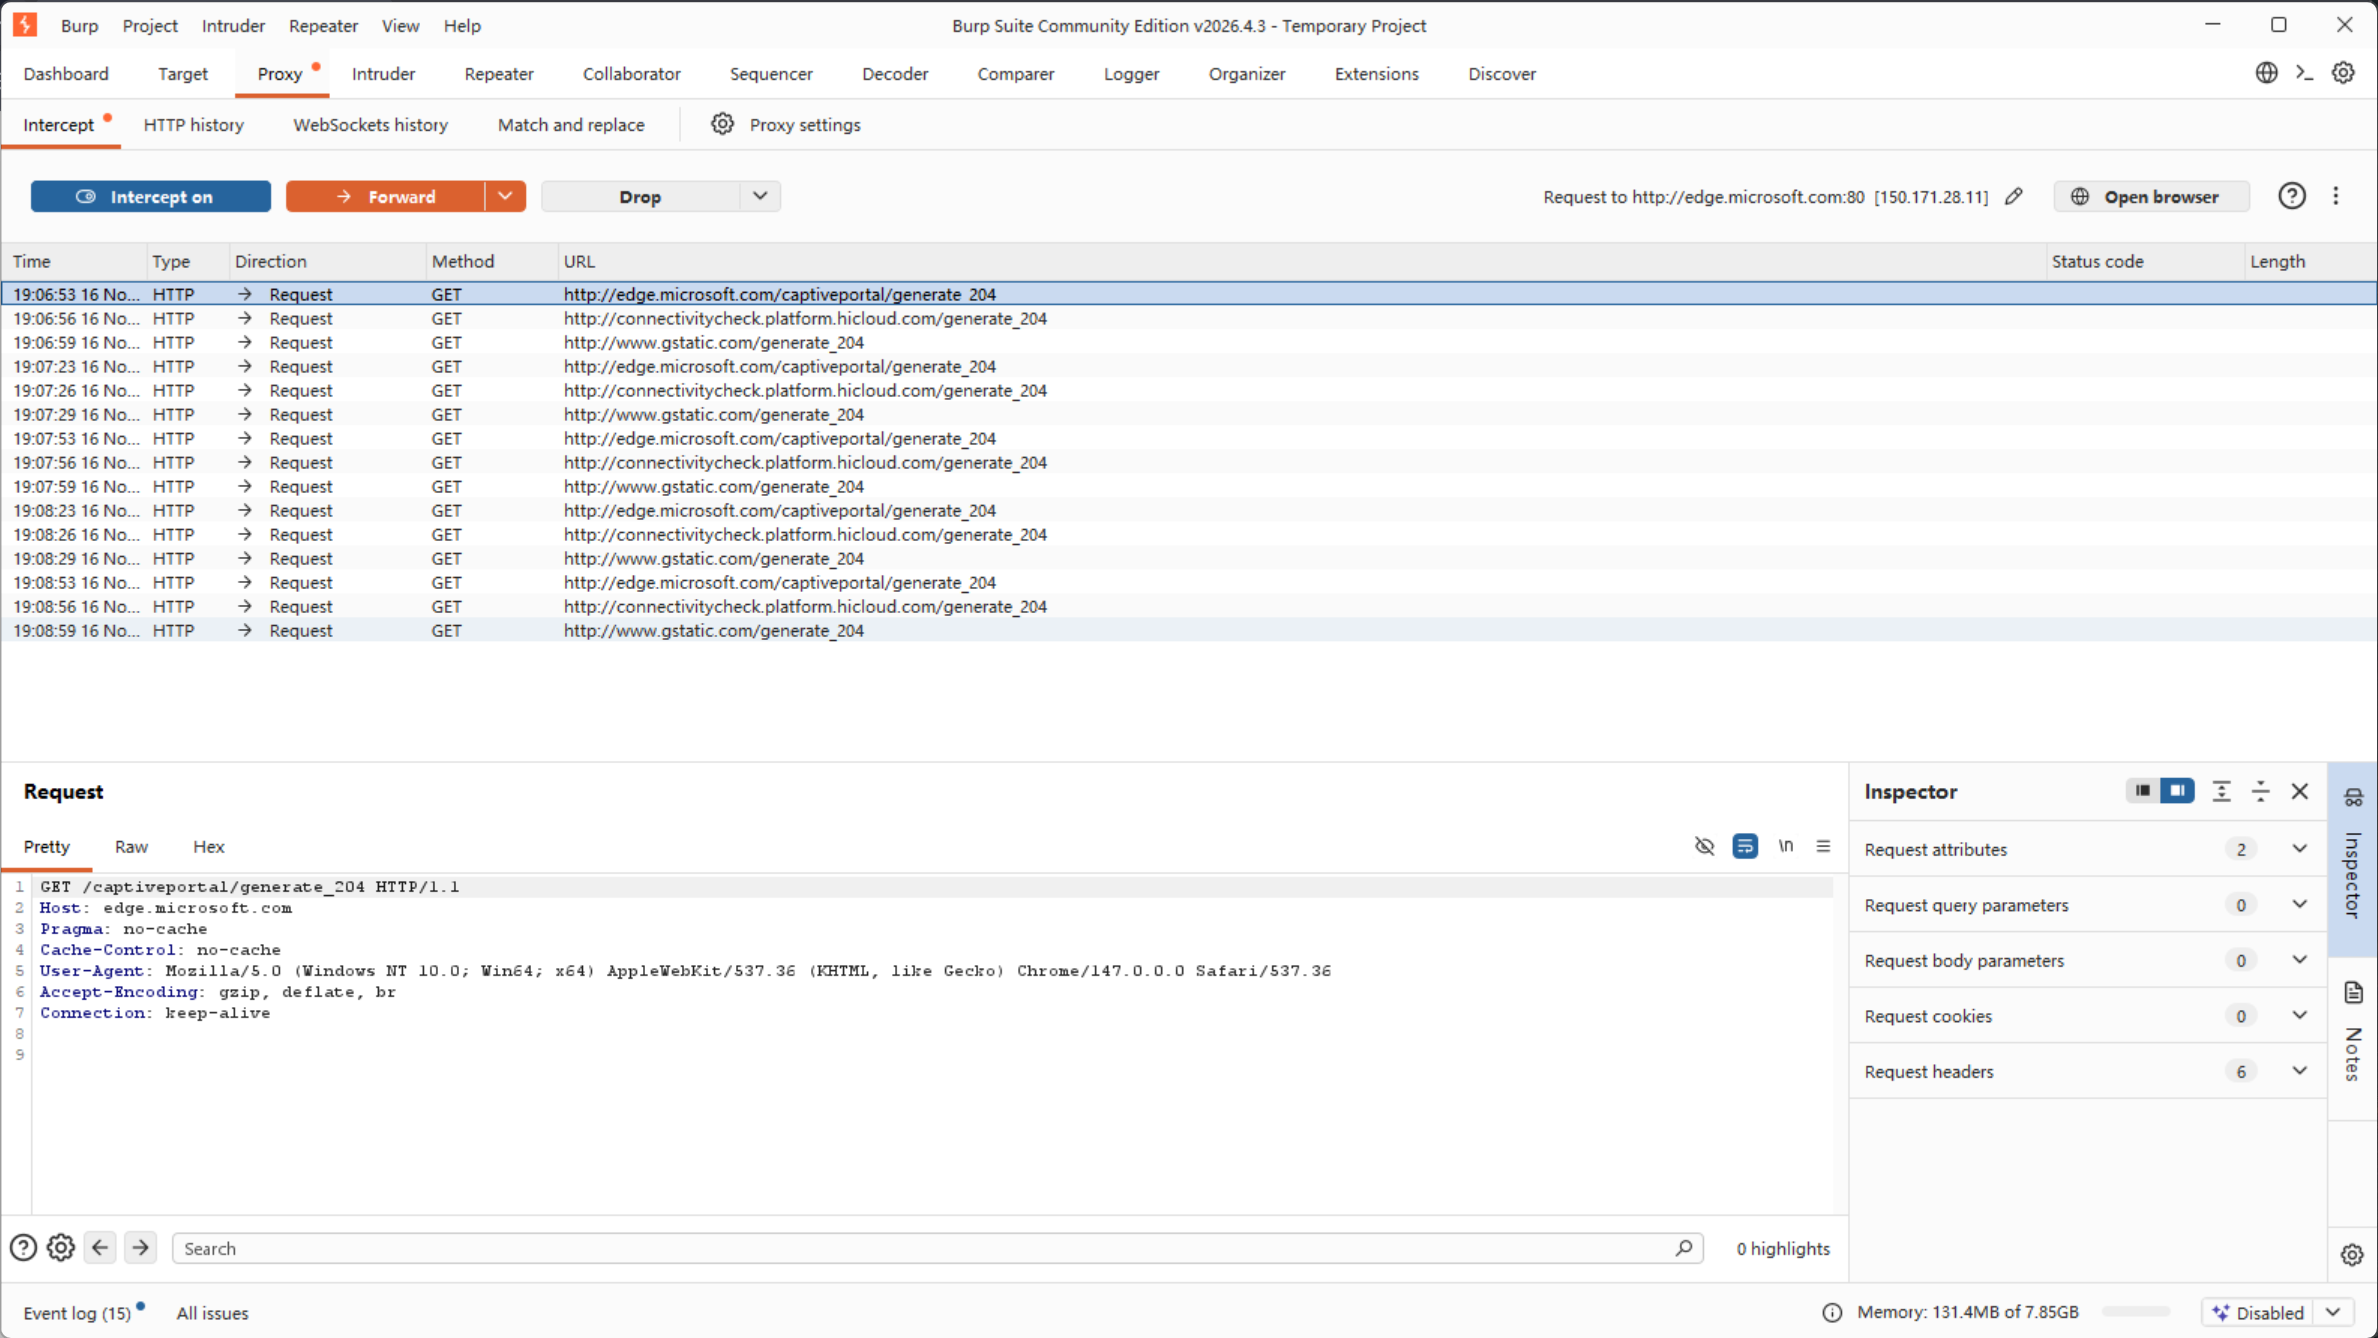 Burp Project Intruder Repeater View Help Burp Suite Community Edition v2026.4.3 - Temporary Project
Dashboard Target Proxy Intruder Repeater Collaborator Sequencer Decoder Comparer Logger Organizer Extensions Discover
Intercept HTTP history WebSockets history Match and replace Proxy settings
Intercept on Forward Drop Request to http://edge.microsoft.com:80 [150.171.28.11] Open browser
Time Type Direction Method URL Status code Length
19:06:53 16 No... HTTP → Request GET http://edge.microsoft.com/captiveportal/generate_204
19:06:56 16 No... HTTP → Request GET http://connectivitycheck.platform.hicloud.com/generate_204
19:06:59 16 No... HTTP → Request GET http://www.gstatic.com/generate_204
19:07:23 16 No... HTTP → Request GET http://edge.microsoft.com/captiveportal/generate_204
19:07:26 16 No... HTTP → Request GET http://connectivitycheck.platform.hicloud.com/generate_204
19:07:29 16 No... HTTP → Request GET http://www.gstatic.com/generate_204
19:07:53 16 No... HTTP → Request GET http://edge.microsoft.com/captiveportal/generate_204
19:07:56 16 No... HTTP → Request GET http://connectivitycheck.platform.hicloud.com/generate_204
19:07:59 16 No... HTTP → Request GET http://www.gstatic.com/generate_204
19:08:23 16 No... HTTP → Request GET http://edge.microsoft.com/captiveportal/generate_204
19:08:26 16 No... HTTP → Request GET http://connectivitycheck.platform.hicloud.com/generate_204
19:08:29 16 No... HTTP → Request GET http://www.gstatic.com/generate_204
19:08:53 16 No... HTTP → Request GET http://edge.microsoft.com/captiveportal/generate_204
19:08:56 16 No... HTTP → Request GET http://connectivitycheck.platform.hicloud.com/generate_204
19:08:59 16 No... HTTP → Request GET http://www.gstatic.com/generate_204
Request
Pretty Raw Hex \n
1 GET /captiveportal/generate_204 HTTP/1.1
2 Host: edge.microsoft.com
3 Pragma: no-cache
4 Cache-Control: no-cache
5 User-Agent: Mozilla/5.0 (Windows NT 10.0; Win64; x64) AppleWebKit/537.36 (KHTML, like Gecko) Chrome/147.0.0.0 Safari/537.36
6 Accept-Encoding: gzip, deflate, br
7 Connection: keep-alive
8
9
Search 0 highlights
Inspector
Request attributes 2
Request query parameters 0
Request body parameters 0
Request cookies 0
Request headers 6
Inspector
Notes
Event log (15) All issues Memory: 131.4MB of 7.85GB Disabled